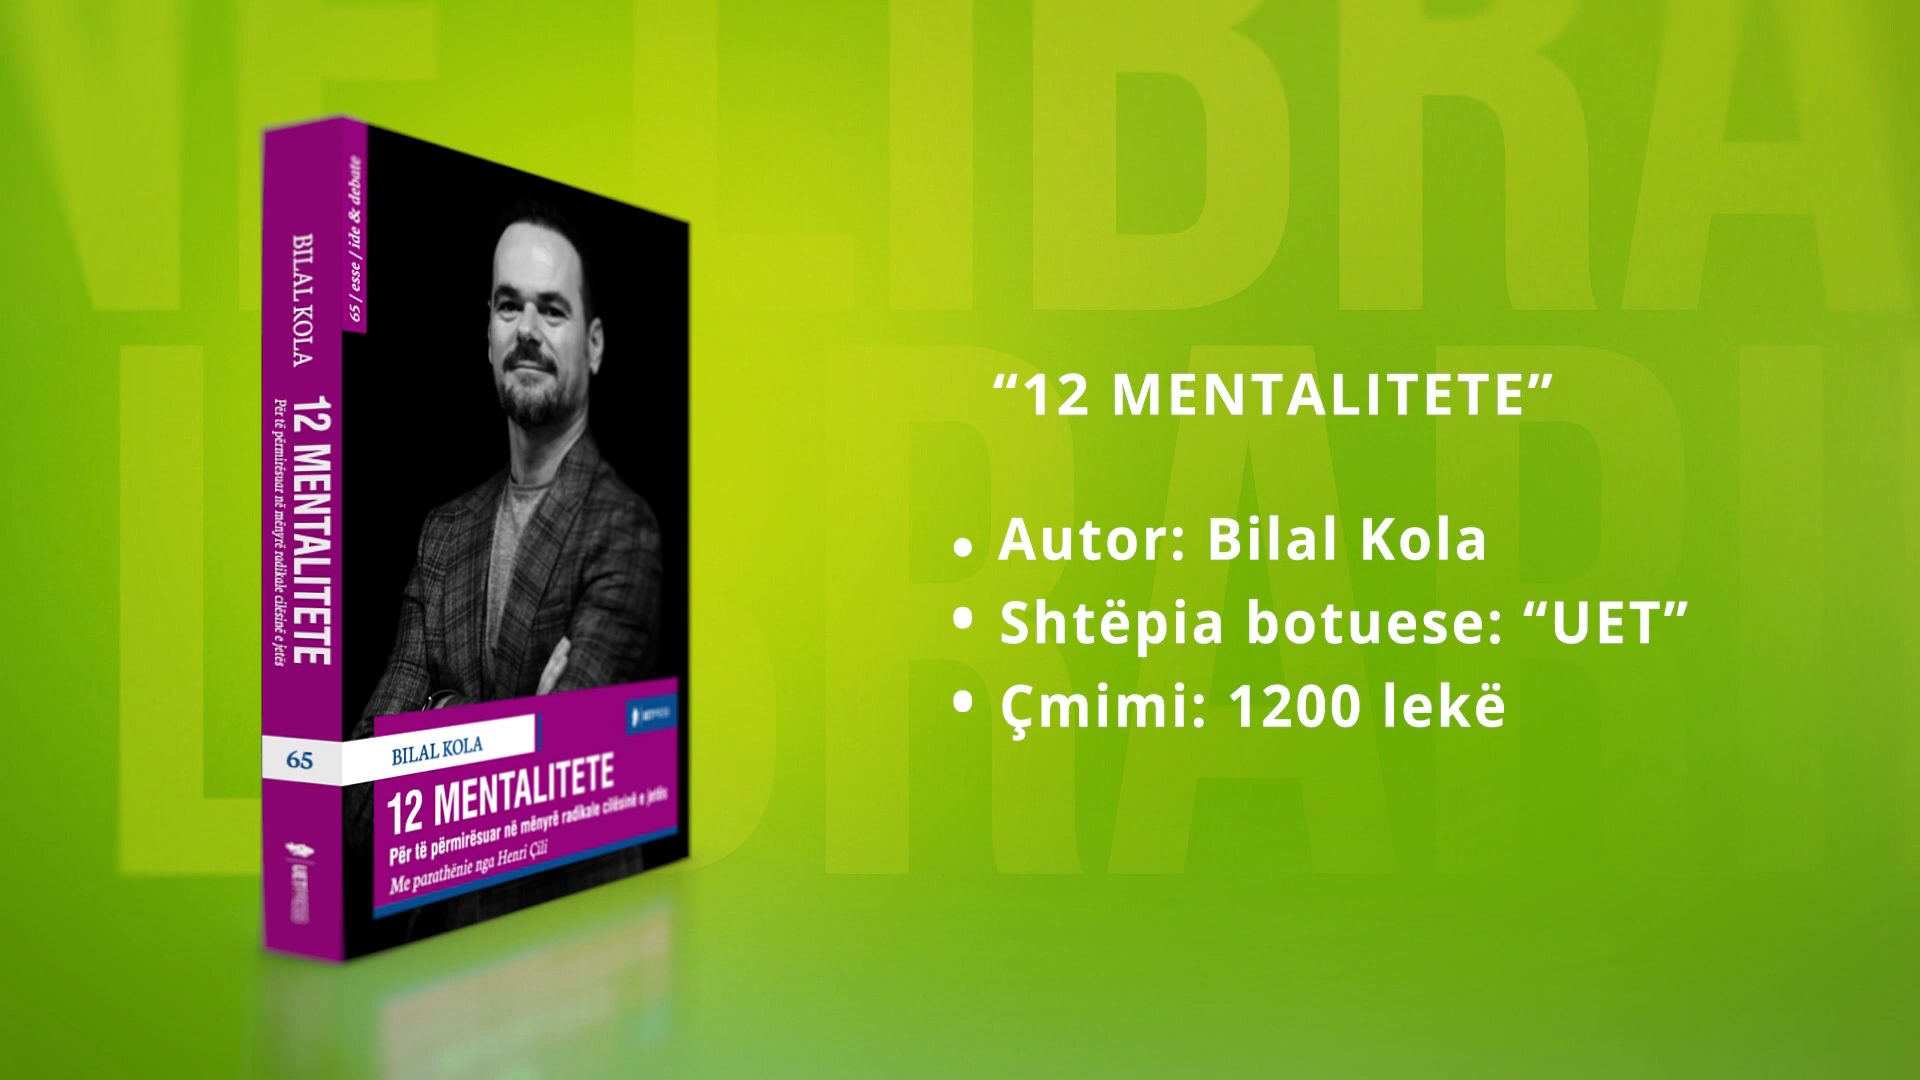 65 / esse / ide & debate
BILAL KOLA
12 MENTALITETE
Për të përmirësuar në mënyrë radikale cilësinë e jetës
65
UETPRESS
UETPRESS
BILAL KOLA
12 MENTALITETE
Për të përmirësuar në mënyrë radikale cilësinë e jetës
Me parathënie nga Henri Çili
“12 MENTALITETE”
• Autor: Bilal Kola
• Shtëpia botuese: “UET”
• Çmimi: 1200 lekë